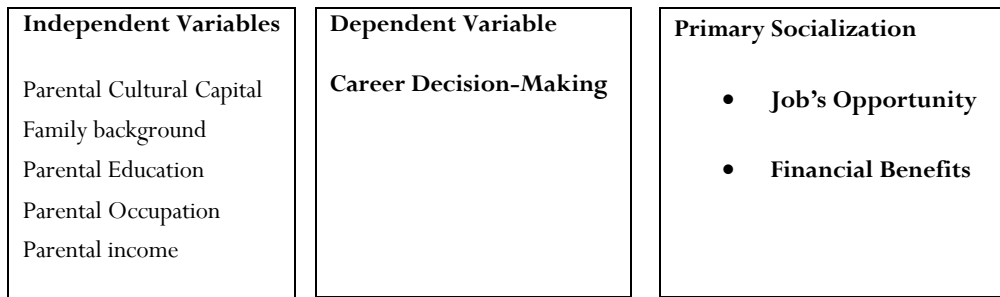 Independent Variables
Parental Cultural Capital
Family background
Parental Education
Parental Occupation
Parental income
Dependent Variable
Career Decision-Making
Primary Socialization
• Job's Opportunity
• Financial Benefits